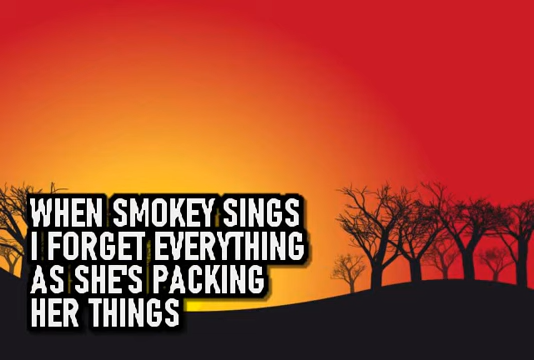 WHEN SMOKEY SINGS
I FORGET EVERYTHING
AS SHE'S PACKING
HER THINGS